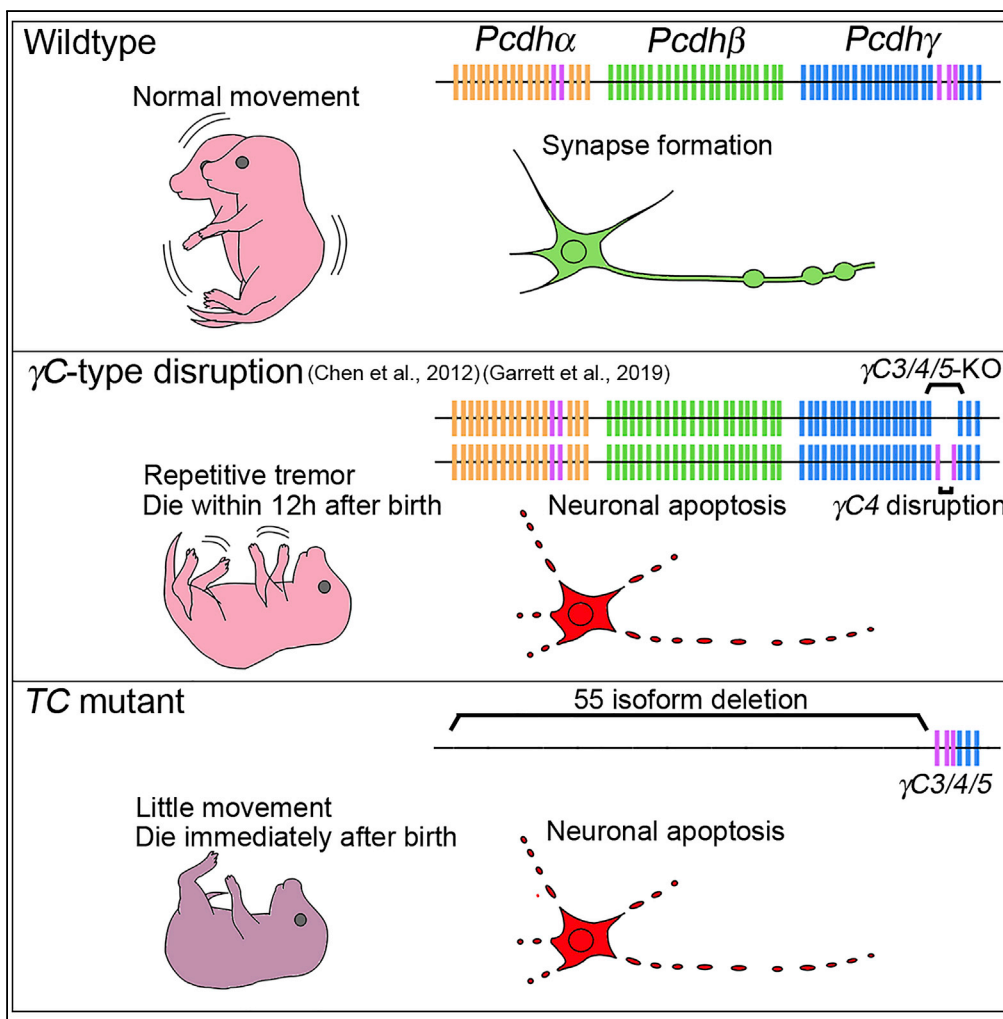 Wildtype
Pcdhα Pcdhβ Pcdhγ
Normal movement
Synapse formation
γC-type disruption (Chen et al., 2012) (Garrett et al., 2019) γC3/4/5-KO
Repetitive tremor
Die within 12h after birth
Neuronal apoptosis
γC4 disruption
TC mutant
55 isoform deletion
γC3/4/5
Little movement
Die immediately after birth
Neuronal apoptosis